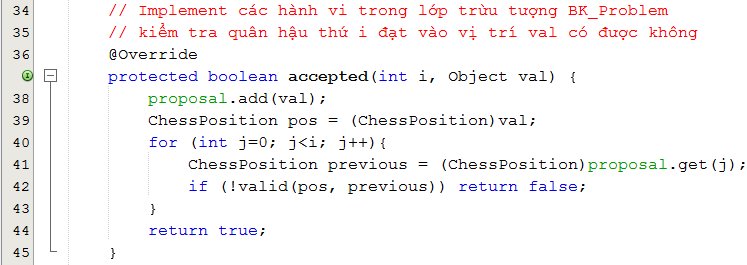 34 // Implement các hành vi trong lớp trừu tượng BK_Problem
35 // kiểm tra quân hậu thứ i đạt vào vị trí val có được không
36 @Override
protected boolean accepted(int i, Object val) {
38 proposal.add(val);
39 ChessPosition pos = (ChessPosition)val;
40 for (int j=0; j<i; j++){
41 ChessPosition previous = (ChessPosition)proposal.get(j);
42 if (!valid(pos, previous)) return false;
43 }
44 return true;
45 }